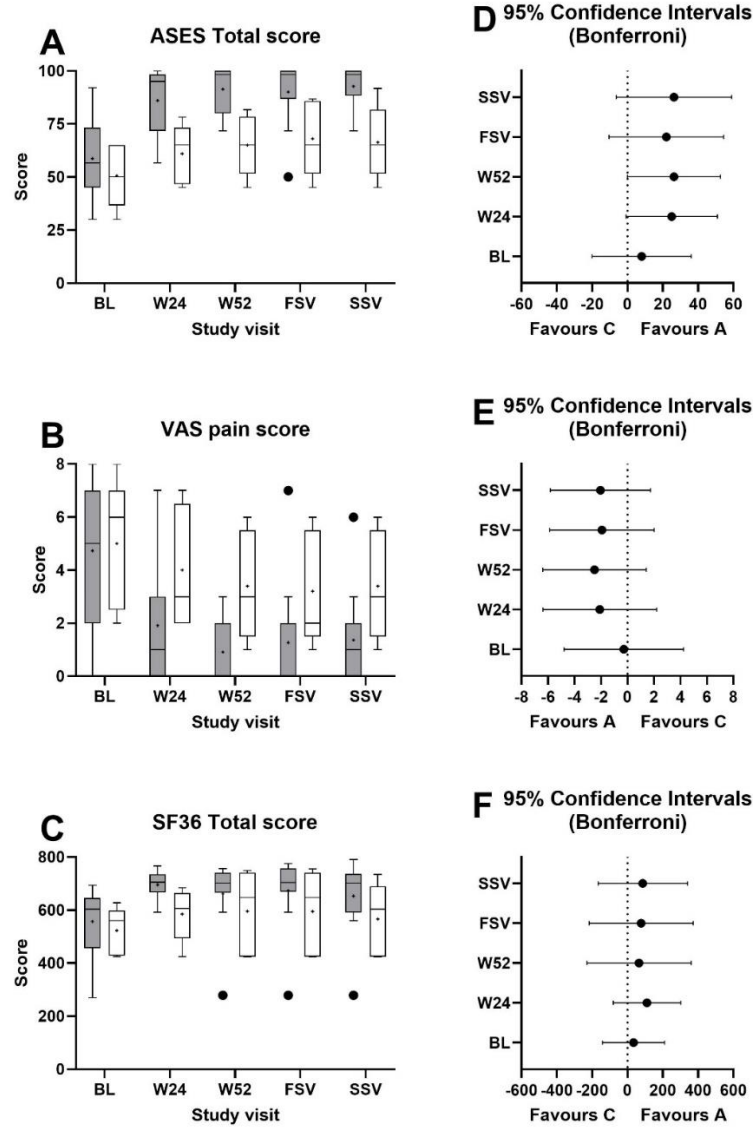 A
ASES Total score
100
75
50
25
0
Score
BL W24 W52 FSV SSV
Study visit
D
95% Confidence Intervals
(Bonferroni)
SSV
FSV
W52
W24
BL
-60 -40 -20 0 20 40 60
Favours C Favours A
B
VAS pain score
8
6
4
2
0
Score
BL W24 W52 FSV SSV
Study visit
E
95% Confidence Intervals
(Bonferroni)
SSV
FSV
W52
W24
BL
-8 -6 -4 -2 0 2 4 6 8
Favours A Favours C
C
SF36 Total score
800
600
400
200
0
Score
BL W24 W52 FSV SSV
Study visit
F
95% Confidence Intervals
(Bonferroni)
SSV
FSV
W52
W24
BL
-600 -400 -200 0 200 400 600
Favours C Favours A